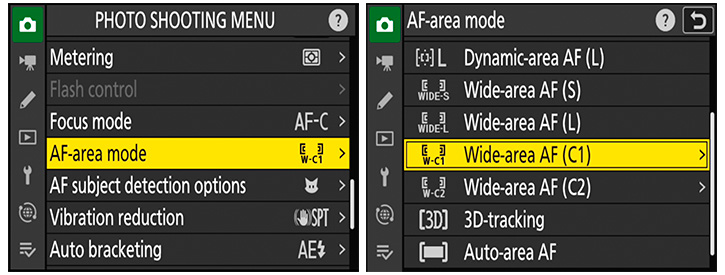 PHOTO SHOOTING MENU ?
Metering
Flash control
Focus mode AF-C
AF-area mode W-C1
AF subject detection options
Vibration reduction SPT
Auto bracketing AE
AF-area mode ?
L Dynamic-area AF (L)
WIDE-S Wide-area AF (S)
WIDE-L Wide-area AF (L)
W-C1 Wide-area AF (C1)
W-C2 Wide-area AF (C2)
[3D] 3D-tracking
Auto-area AF